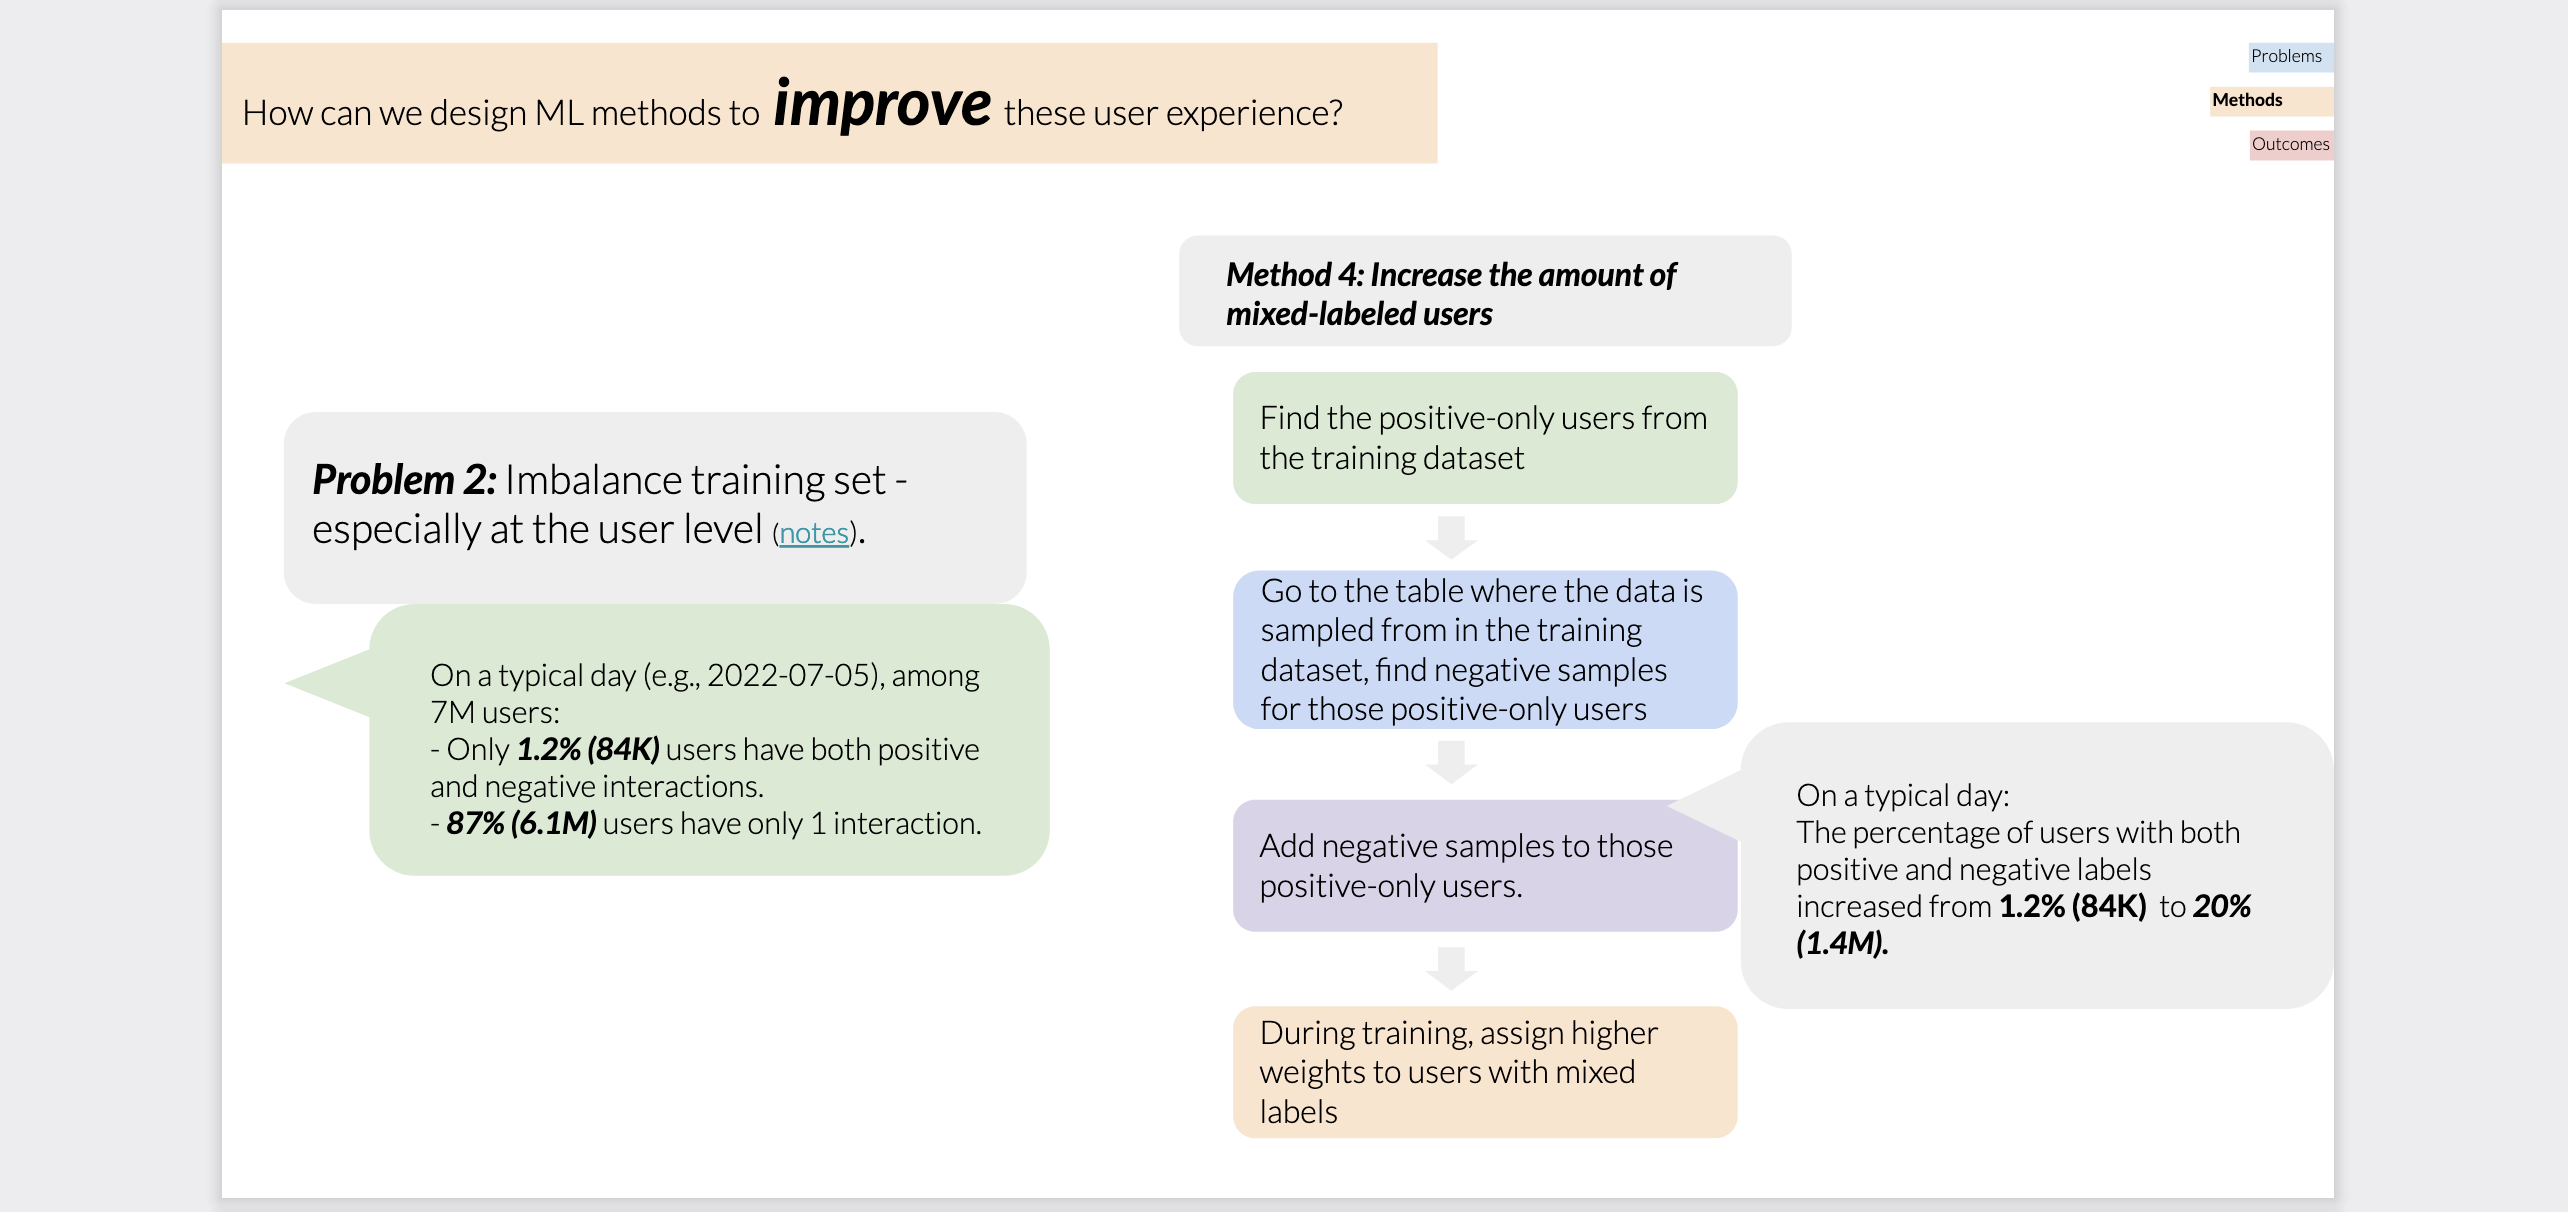 How can we design ML methods to improve these user experience?
Problems
Methods
Outcomes
Problem 2: Imbalance training set -
especially at the user level (notes).
On a typical day (e.g., 2022-07-05), among
7M users:
- Only 1.2% (84K) users have both positive
and negative interactions.
- 87% (6.1M) users have only 1 interaction.
Method 4: Increase the amount of
mixed-labeled users
Find the positive-only users from
the training dataset
Go to the table where the data is
sampled from in the training
dataset, find negative samples
for those positive-only users
Add negative samples to those
positive-only users.
On a typical day:
The percentage of users with both
positive and negative labels
increased from 1.2% (84K) to 20%
(1.4M).
During training, assign higher
weights to users with mixed
labels